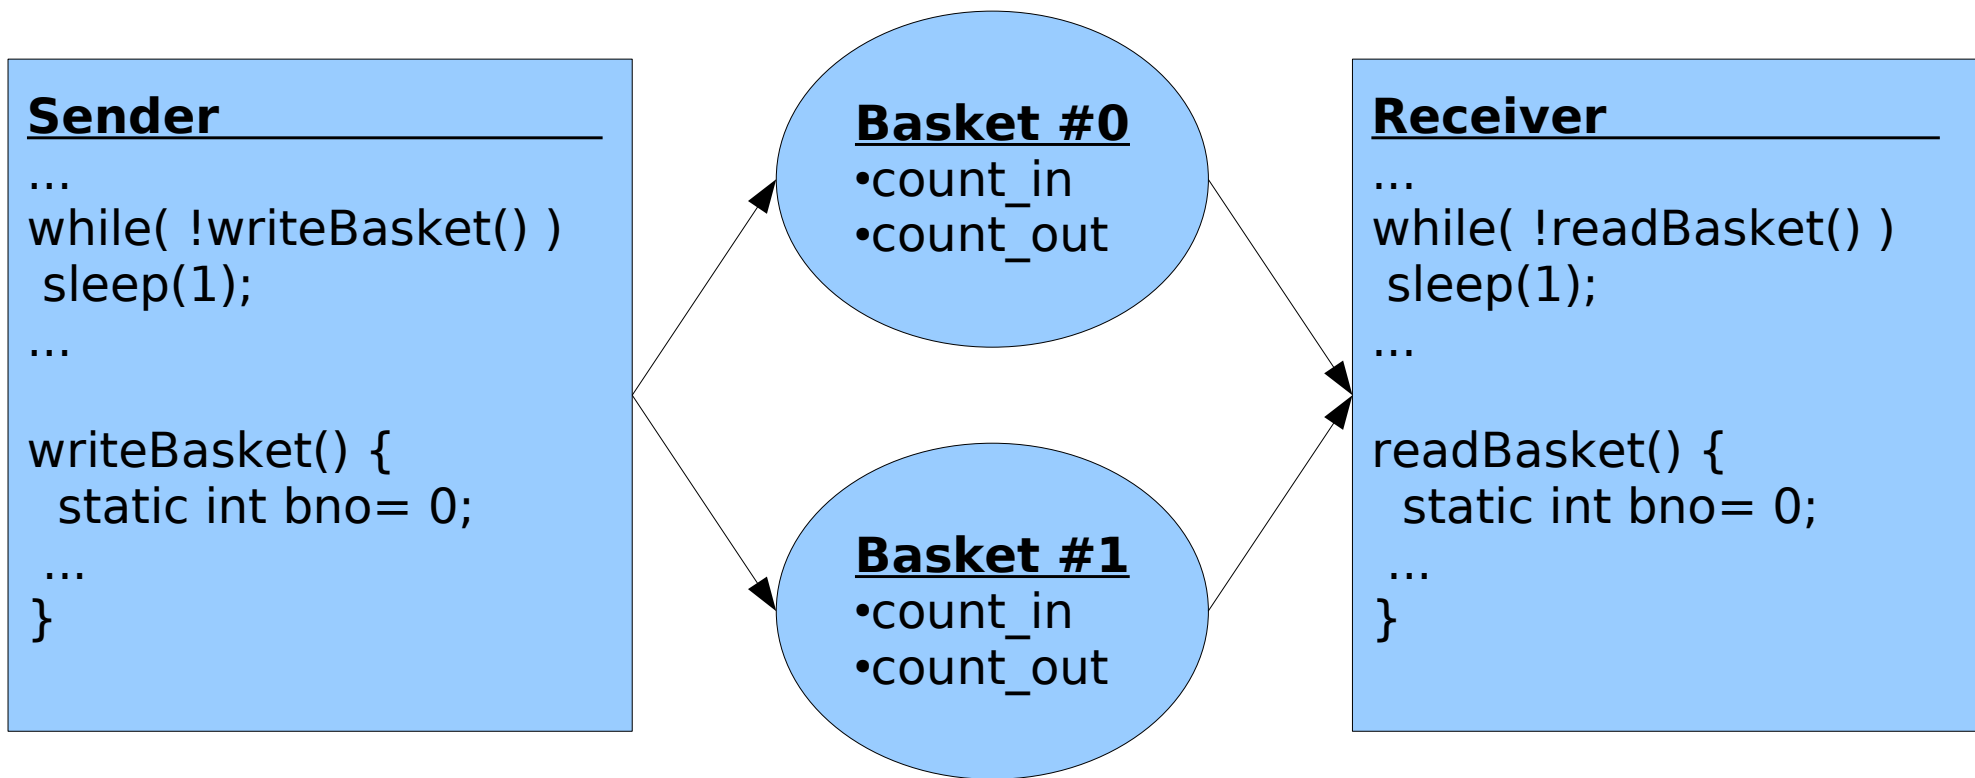 Sender
...
while( !writeBasket() )
 sleep(1);
...
writeBasket() {
  static int bno= 0;
 ...
}
Basket #0
•count_in
•count_out
Basket #1
•count_in
•count_out
Receiver
...
while( !readBasket() )
 sleep(1);
...
readBasket() {
  static int bno= 0;
 ...
}